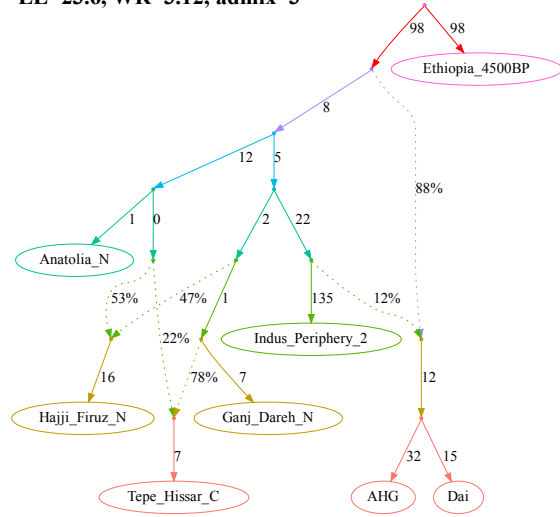 98
98
Ethiopia_4500BP
8
12
5
88%
1
0
2
22
Anatolia_N
53%
47%
1
135
12%
22%
Indus_Periphery_2
16
78%
7
12
Hajji_Firuz_N
Ganj_Dareh_N
7
32
15
Tepe_Hissar_C
AHG
Dai